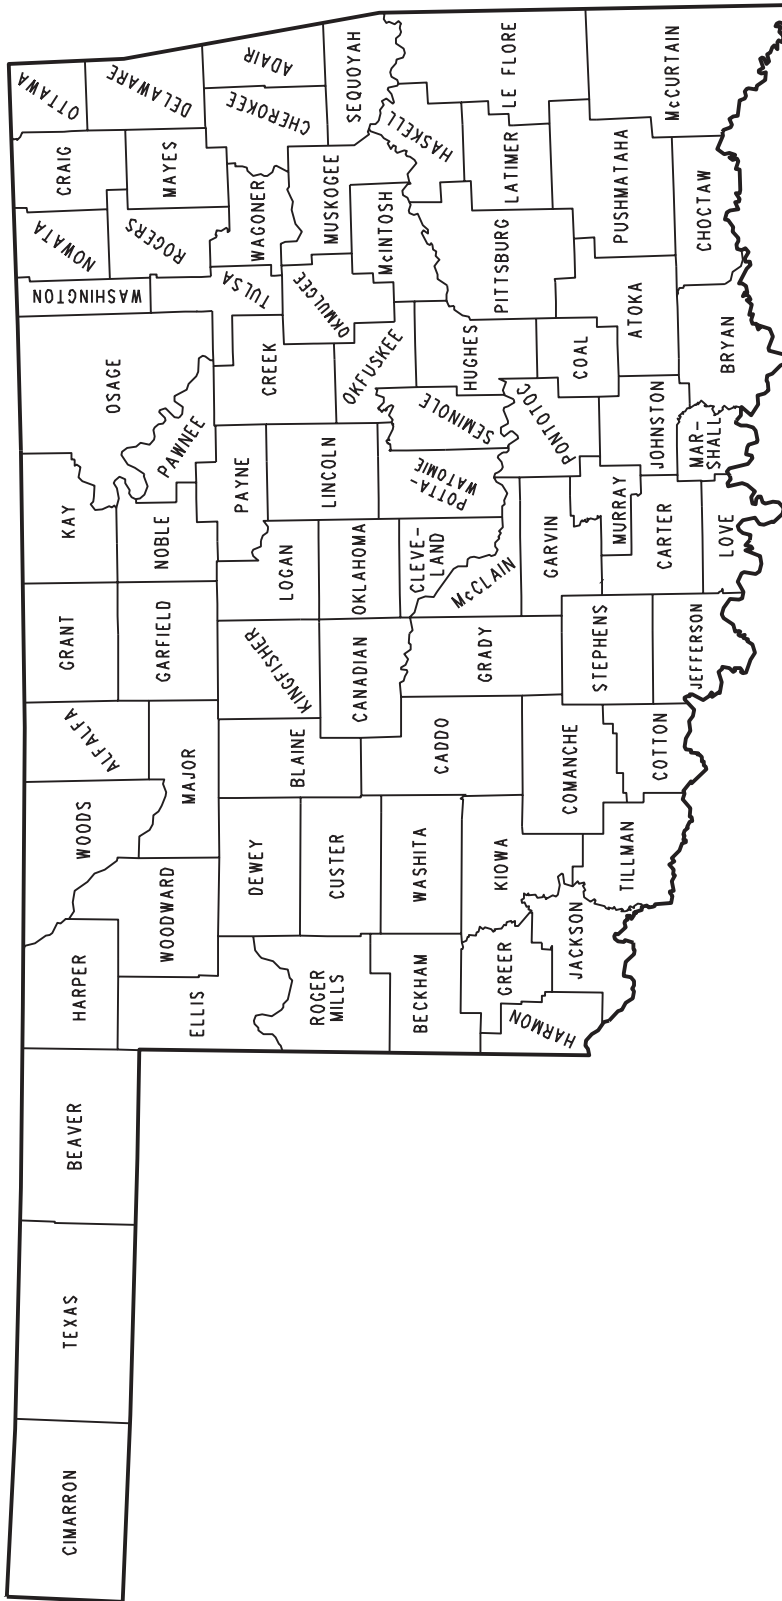 CIMARRON
TEXAS
BEAVER
HARPER
ELLIS
ROGER
MILLS
BECKHAM
HARMON
GREER
JACKSON
WOODS
WOODWARD
DEWEY
CUSTER
WASHITA
KIOWA
TILLMAN
ALFALFA
MAJOR
BLAINE
CADDO
COMANCHE
COTTON
GRANT
GARFIELD
KINGFISHER
CANADIAN
GRADY
STEPHENS
JEFFERSON
KAY
NOBLE
LOGAN
OKLAHOMA
CLEVE-
LAND
McCLAIN
GARVIN
MURRAY
CARTER
LOVE
OSAGE
PAWNEE
PAYNE
LINCOLN
POTTA-
WATOMIE
SEMINOLE
PONTOTOC
JOHNSTON
MAR-
SHALL
WASHINGTON
TULSA
CREEK
OKMULGEE
OKFUSKEE
HUGHES
COAL
ATOKA
BRYAN
NOWATA
ROGERS
WAGONER
MUSKOGEE
McINTOSH
PITTSBURG
PUSHMATAHA
CHOCTAW
CRAIG
MAYES
CHEROKEE
HASKELL
LATIMER
OTTAWA
DELAWARE
ADAIR
SEQUOYAH
LE FLORE
McCURTAIN